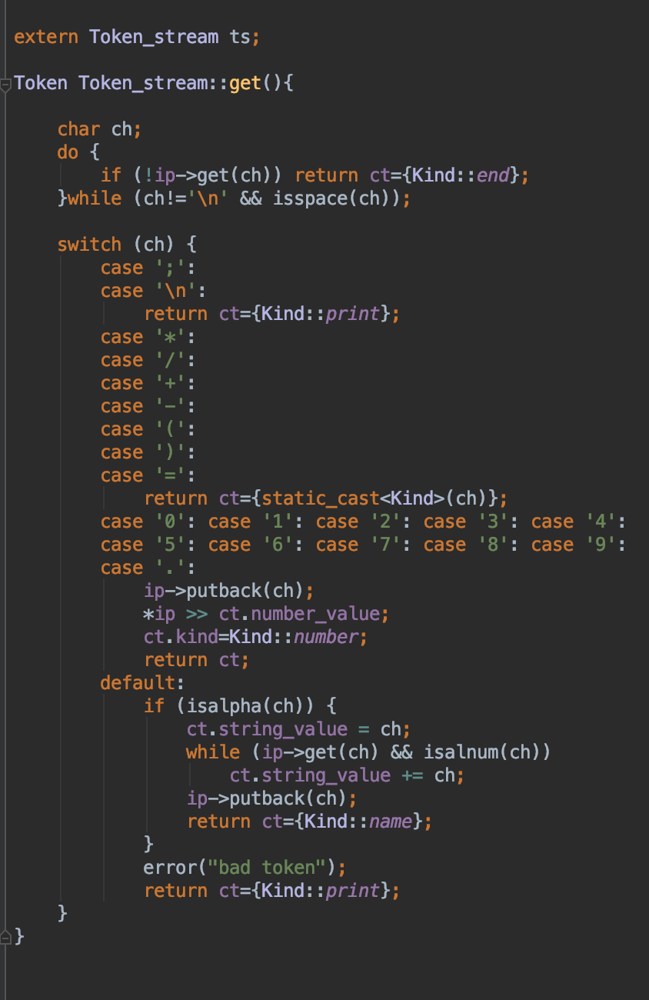 extern Token_stream ts;
Token Token_stream::get(){
char ch;
do {
if (!ip->get(ch)) return ct={Kind::end};
}while (ch!='\n' && isspace(ch));
switch (ch) {
case ';':
case '\n':
return ct={Kind::print};
case '*':
case '/':
case '+':
case '-':
case '(':
case ')':
case '=':
return ct={static_cast<Kind>(ch)};
case '0': case '1': case '2': case '3': case '4':
case '5': case '6': case '7': case '8': case '9':
case '.':
ip->putback(ch);
*ip >> ct.number_value;
ct.kind=Kind::number;
return ct;
default:
if (isalpha(ch)) {
ct.string_value = ch;
while (ip->get(ch) && isalnum(ch))
ct.string_value += ch;
ip->putback(ch);
return ct={Kind::name};
}
error("bad token");
return ct={Kind::print};
}
}